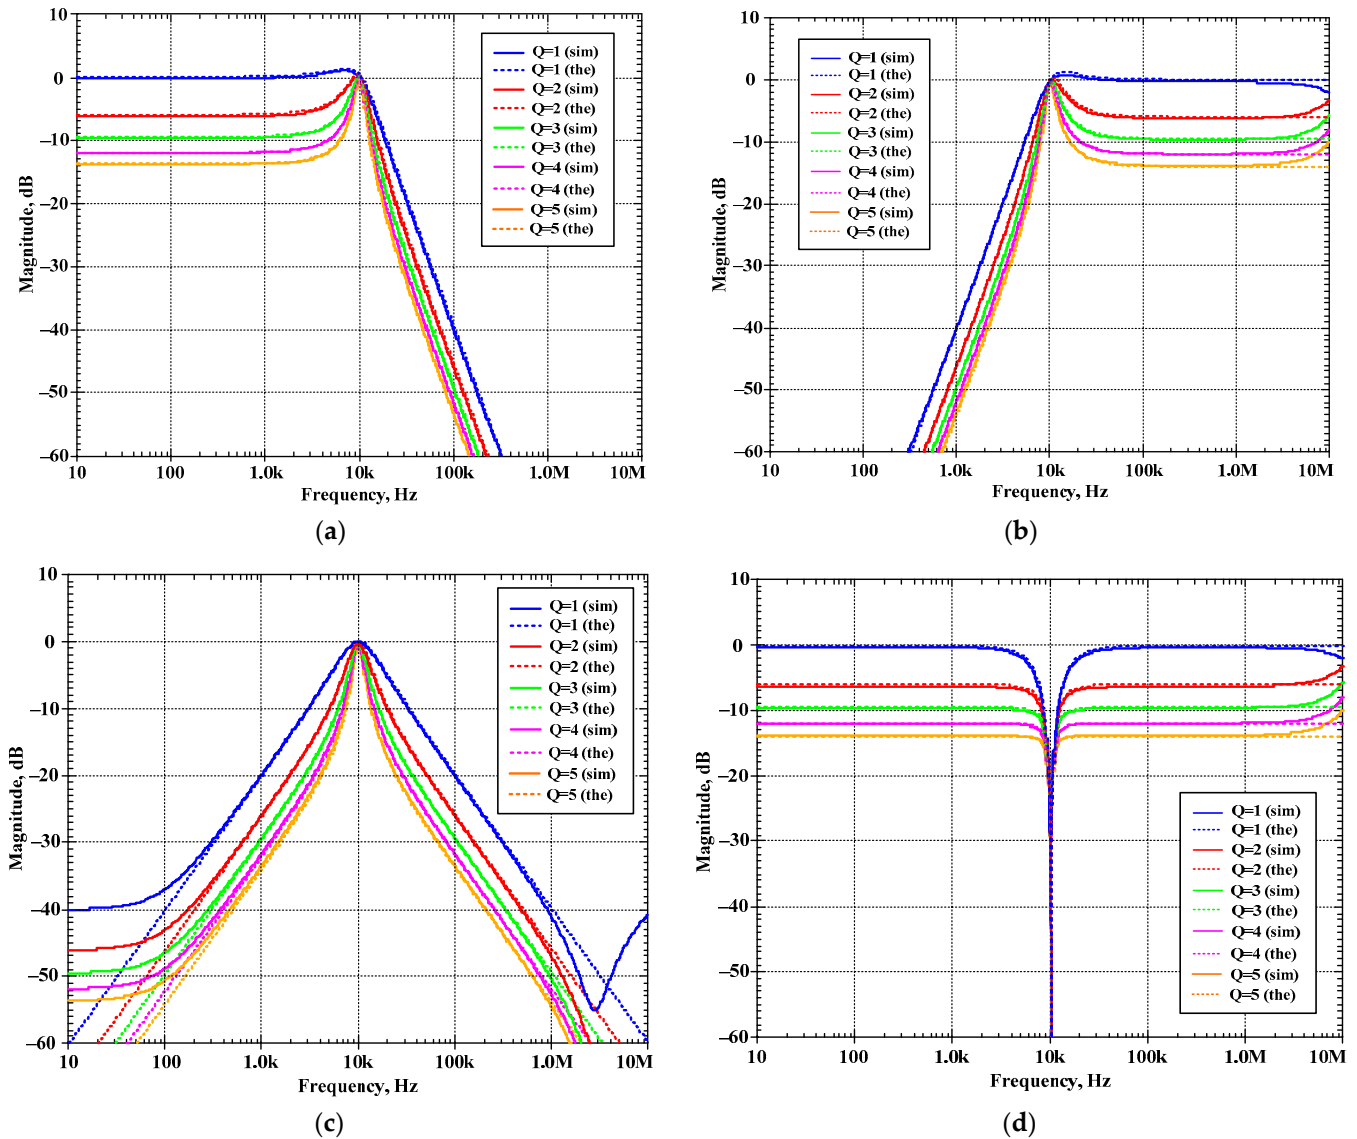 10
0
−10
−20
−30
−40
−50
−60
Magnitude, dB
10
100
1.0k
10k
100k
1.0M
10M
Frequency, Hz
Q=1 (sim)
Q=1 (the)
Q=2 (sim)
Q=2 (the)
Q=3 (sim)
Q=3 (the)
Q=4 (sim)
Q=4 (the)
Q=5 (sim)
Q=5 (the)
(a)
10
0
−10
−20
−30
−40
−50
−60
Magnitude, dB
10
100
1.0k
10k
100k
1.0M
10M
Frequency, Hz
Q=1 (sim)
Q=1 (the)
Q=2 (sim)
Q=2 (the)
Q=3 (sim)
Q=3 (the)
Q=4 (sim)
Q=4 (the)
Q=5 (sim)
Q=5 (the)
(b)
10
0
−10
−20
−30
−40
−50
−60
Magnitude, dB
10
100
1.0k
10k
100k
1.0M
10M
Frequency, Hz
Q=1 (sim)
Q=1 (the)
Q=2 (sim)
Q=2 (the)
Q=3 (sim)
Q=3 (the)
Q=4 (sim)
Q=4 (the)
Q=5 (sim)
Q=5 (the)
(c)
10
0
−10
−20
−30
−40
−50
−60
Magnitude, dB
10
100
1.0k
10k
100k
1.0M
10M
Frequency, Hz
Q=1 (sim)
Q=1 (the)
Q=2 (sim)
Q=2 (the)
Q=3 (sim)
Q=3 (the)
Q=4 (sim)
Q=4 (the)
Q=5 (sim)
Q=5 (the)
(d)